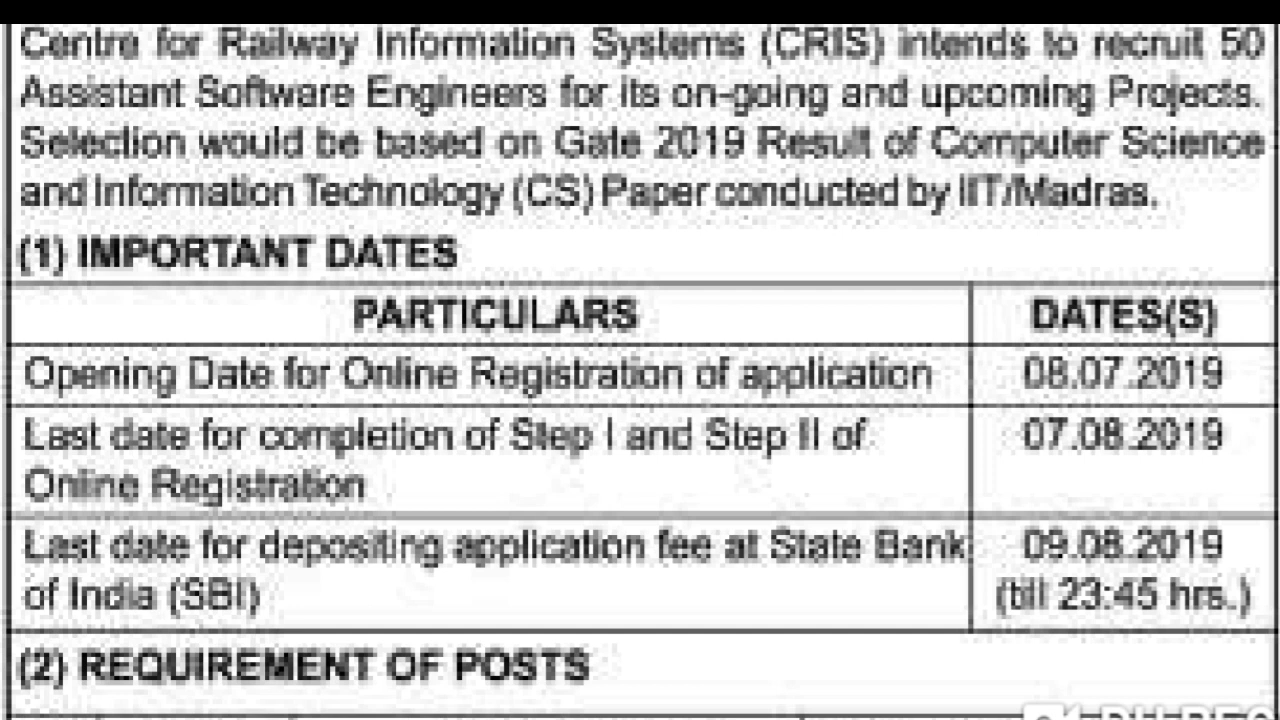 Centre for Railway Information Systems (CRIS) intends to recruit 50
Assistant Software Engineers for its on-going and upcoming Projects.
Selection would be based on Gate 2019 Result of Computer Science
and Information Technology (CS) Paper conducted by IIT/Madras.
(1) IMPORTANT DATES
PARTICULARS DATES(S)
Opening Date for Online Registration of application 08.07.2019
Last date for completion of Step I and Step II of 07.08.2019
Online Registration
Last date for depositing application fee at State Bank 09.08.2019
of India (SBI) (till 23:45 hrs.)
(2) REQUIREMENT OF POSTS